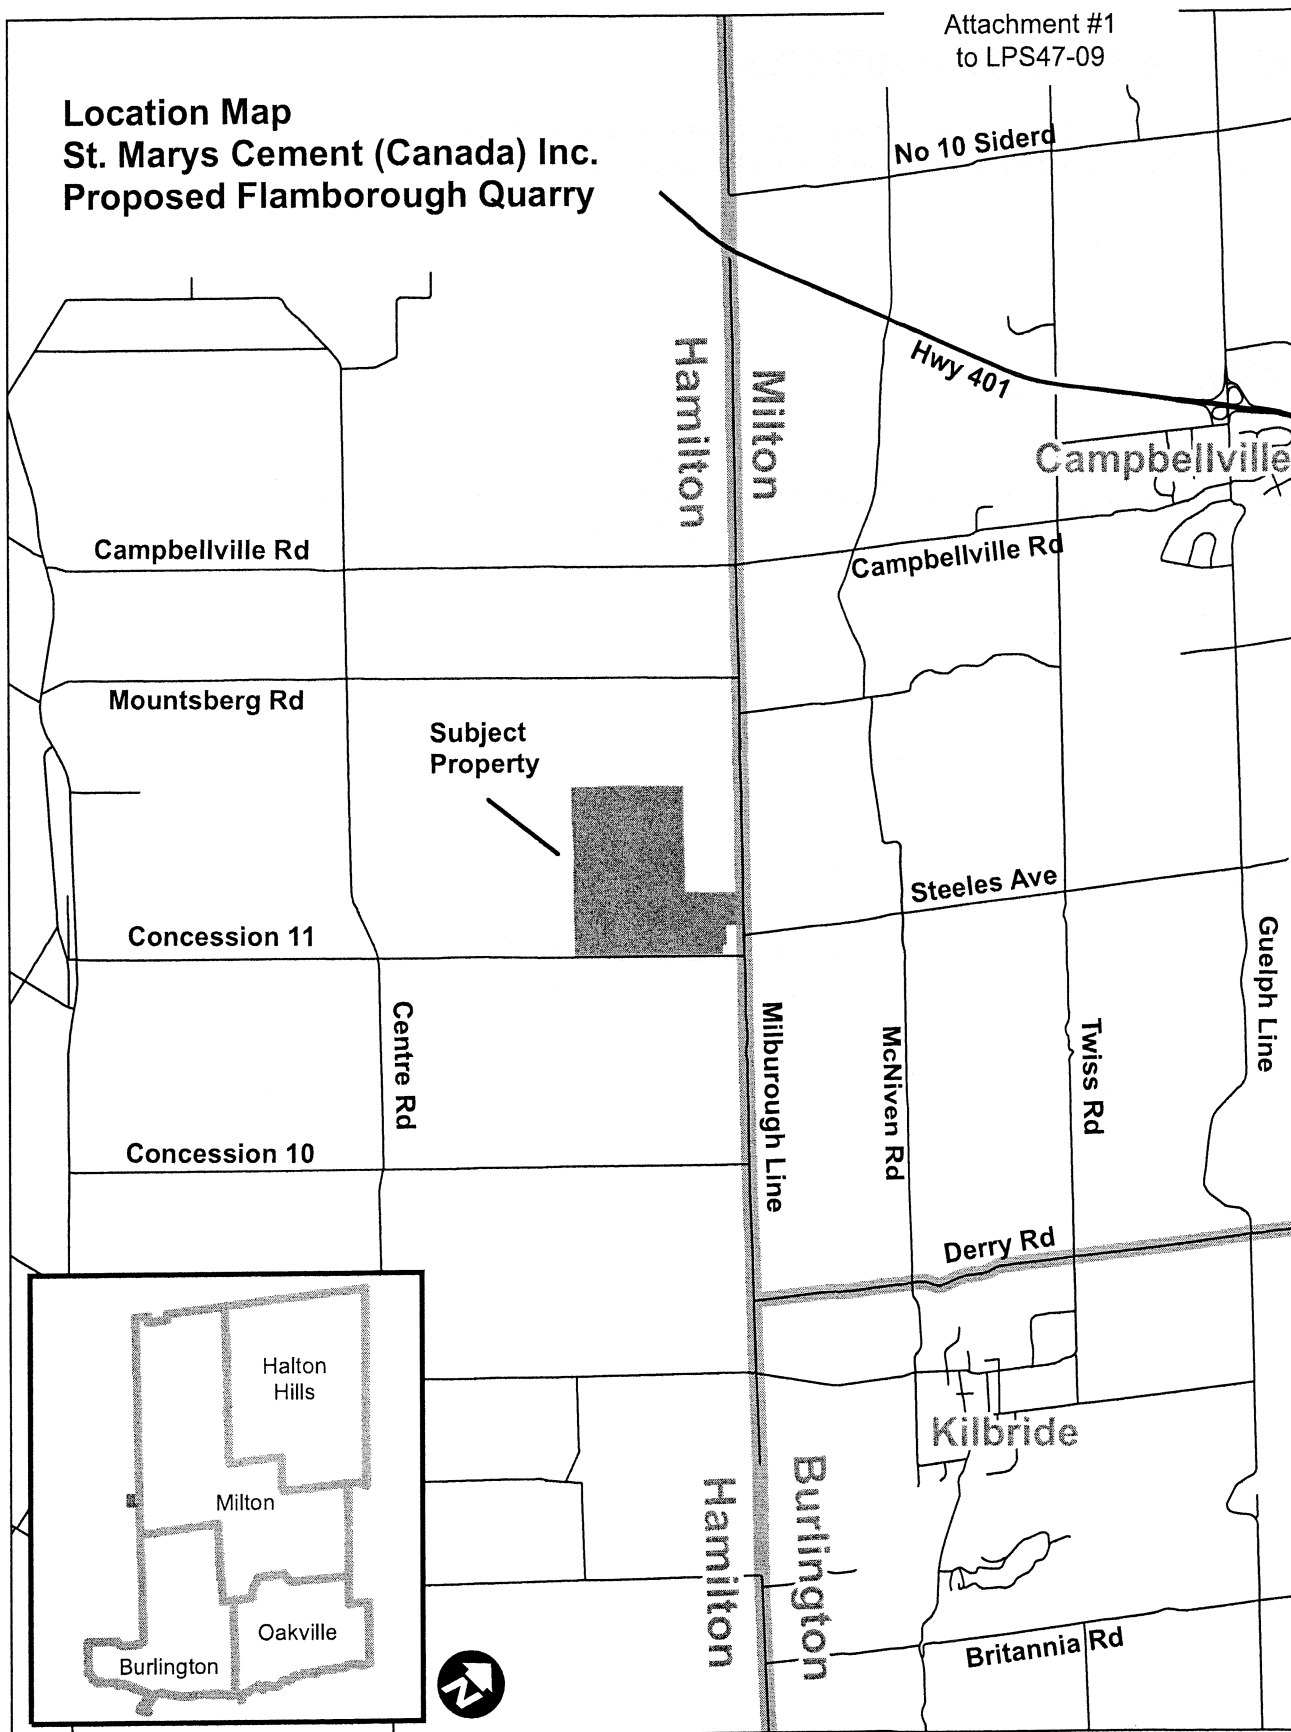 Attachment #1
to LPS47-09
Location Map
St. Marys Cement (Canada) Inc.
Proposed Flamborough Quarry
No 10 Siderd
Hwy 401
Hamilton
Milton
Campbellville
Campbellville Rd
Campbellville Rd
Mountsberg Rd
Subject
Property
Steeles Ave
Concession 11
Guelph Line
Centre Rd
Milburough Line
McNiven Rd
Twiss Rd
Concession 10
Derry Rd
Halton
Hills
Kilbride
Milton
Hamilton
Burlington
Oakville
Burlington
Britannia Rd
N